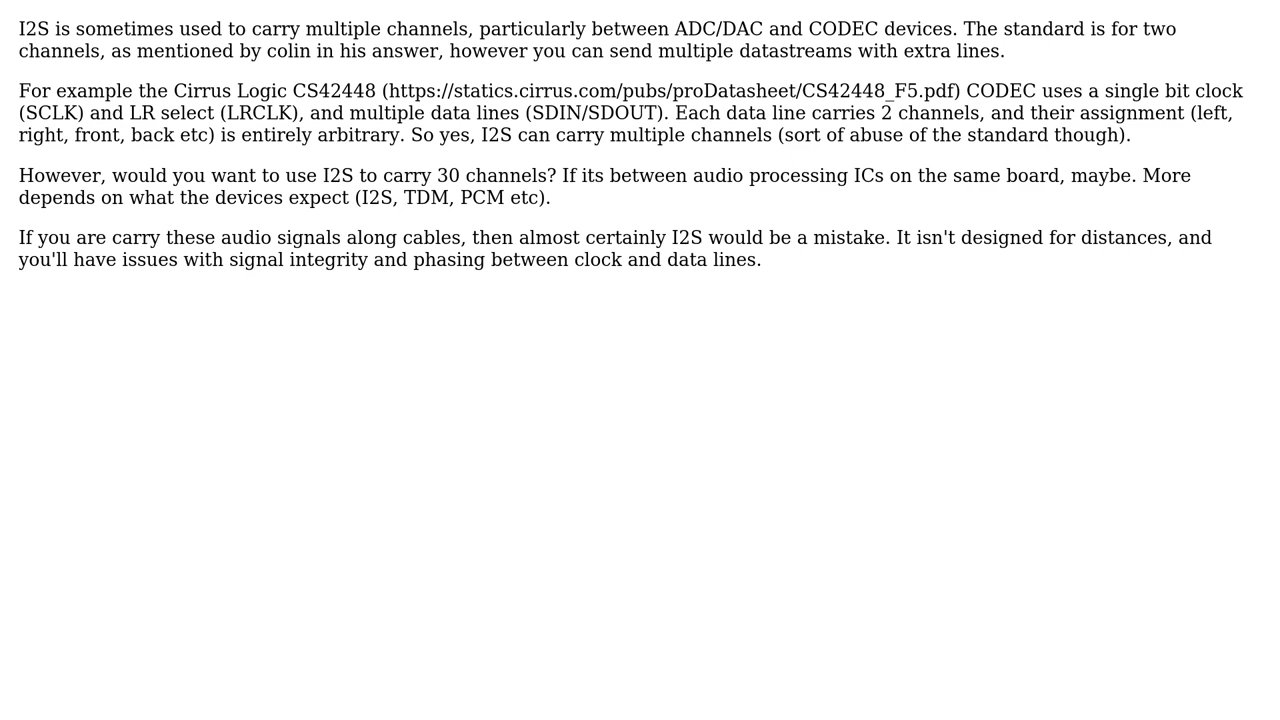 I2S is sometimes used to carry multiple channels, particularly between ADC/DAC and CODEC devices. The standard is for two
channels, as mentioned by colin in his answer, however you can send multiple datastreams with extra lines.
For example the Cirrus Logic CS42448 (https://statics.cirrus.com/pubs/proDatasheet/CS42448_F5.pdf) CODEC uses a single bit clock
(SCLK) and LR select (LRCLK), and multiple data lines (SDIN/SDOUT). Each data line carries 2 channels, and their assignment (left,
right, front, back etc) is entirely arbitrary. So yes, I2S can carry multiple channels (sort of abuse of the standard though).
However, would you want to use I2S to carry 30 channels? If its between audio processing ICs on the same board, maybe. More
depends on what the devices expect (I2S, TDM, PCM etc).
If you are carry these audio signals along cables, then almost certainly I2S would be a mistake. It isn't designed for distances, and
you'll have issues with signal integrity and phasing between clock and data lines.